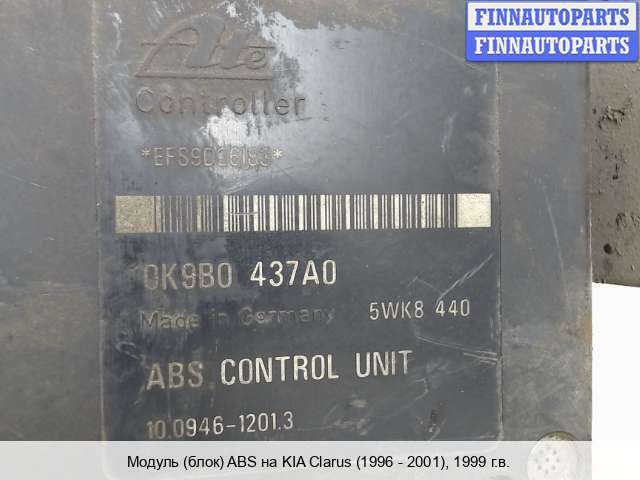 FINNAUTOPARTS
FINNAUTOPARTS
Ate
Controller
0K9B0 437A0
Made in Germany 5WK8 440
ABS CONTROL UNIT
10.0946-1201.3
Модуль (блок) ABS на KIA Clarus (1996 - 2001), 1999 г.в.